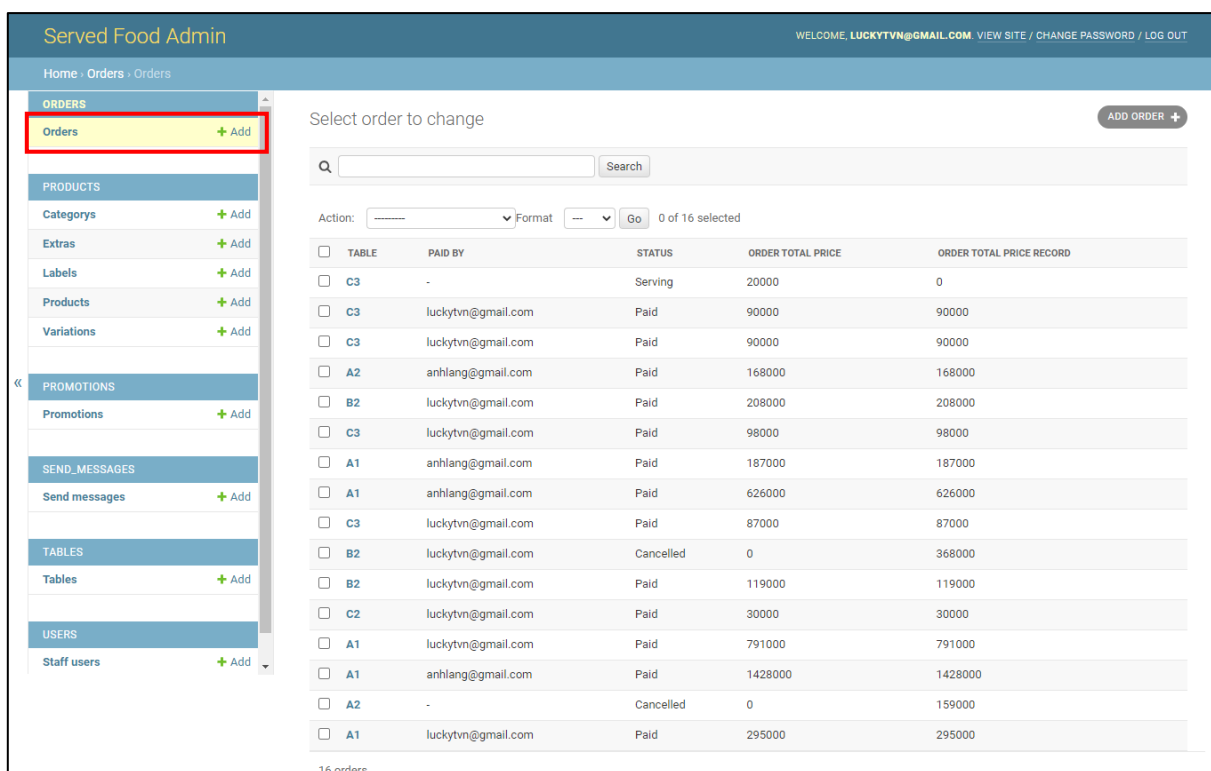 Served Food Admin
WELCOME, LUCKYTVN@GMAIL.COM. VIEW SITE / CHANGE PASSWORD / LOG OUT
Home › Orders › Orders
ORDERS
Orders + Add
PRODUCTS
Categorys + Add
Extras + Add
Labels + Add
Products + Add
Variations + Add
«
PROMOTIONS
Promotions + Add
SEND_MESSAGES
Send messages + Add
TABLES
Tables + Add
USERS
Staff users + Add
Select order to change
ADD ORDER +
Search
Action: --------- Format --- Go 0 of 16 selected
TABLE PAID BY STATUS ORDER TOTAL PRICE ORDER TOTAL PRICE RECORD
C3 - Serving 20000 0
C3 luckytvn@gmail.com Paid 90000 90000
C3 luckytvn@gmail.com Paid 90000 90000
A2 anhlang@gmail.com Paid 168000 168000
B2 luckytvn@gmail.com Paid 208000 208000
C3 luckytvn@gmail.com Paid 98000 98000
A1 anhlang@gmail.com Paid 187000 187000
A1 anhlang@gmail.com Paid 626000 626000
C3 luckytvn@gmail.com Paid 87000 87000
B2 luckytvn@gmail.com Cancelled 0 368000
B2 luckytvn@gmail.com Paid 119000 119000
C2 luckytvn@gmail.com Paid 30000 30000
A1 luckytvn@gmail.com Paid 791000 791000
A1 anhlang@gmail.com Paid 1428000 1428000
A2 - Cancelled 0 159000
A1 luckytvn@gmail.com Paid 295000 295000
16 orders